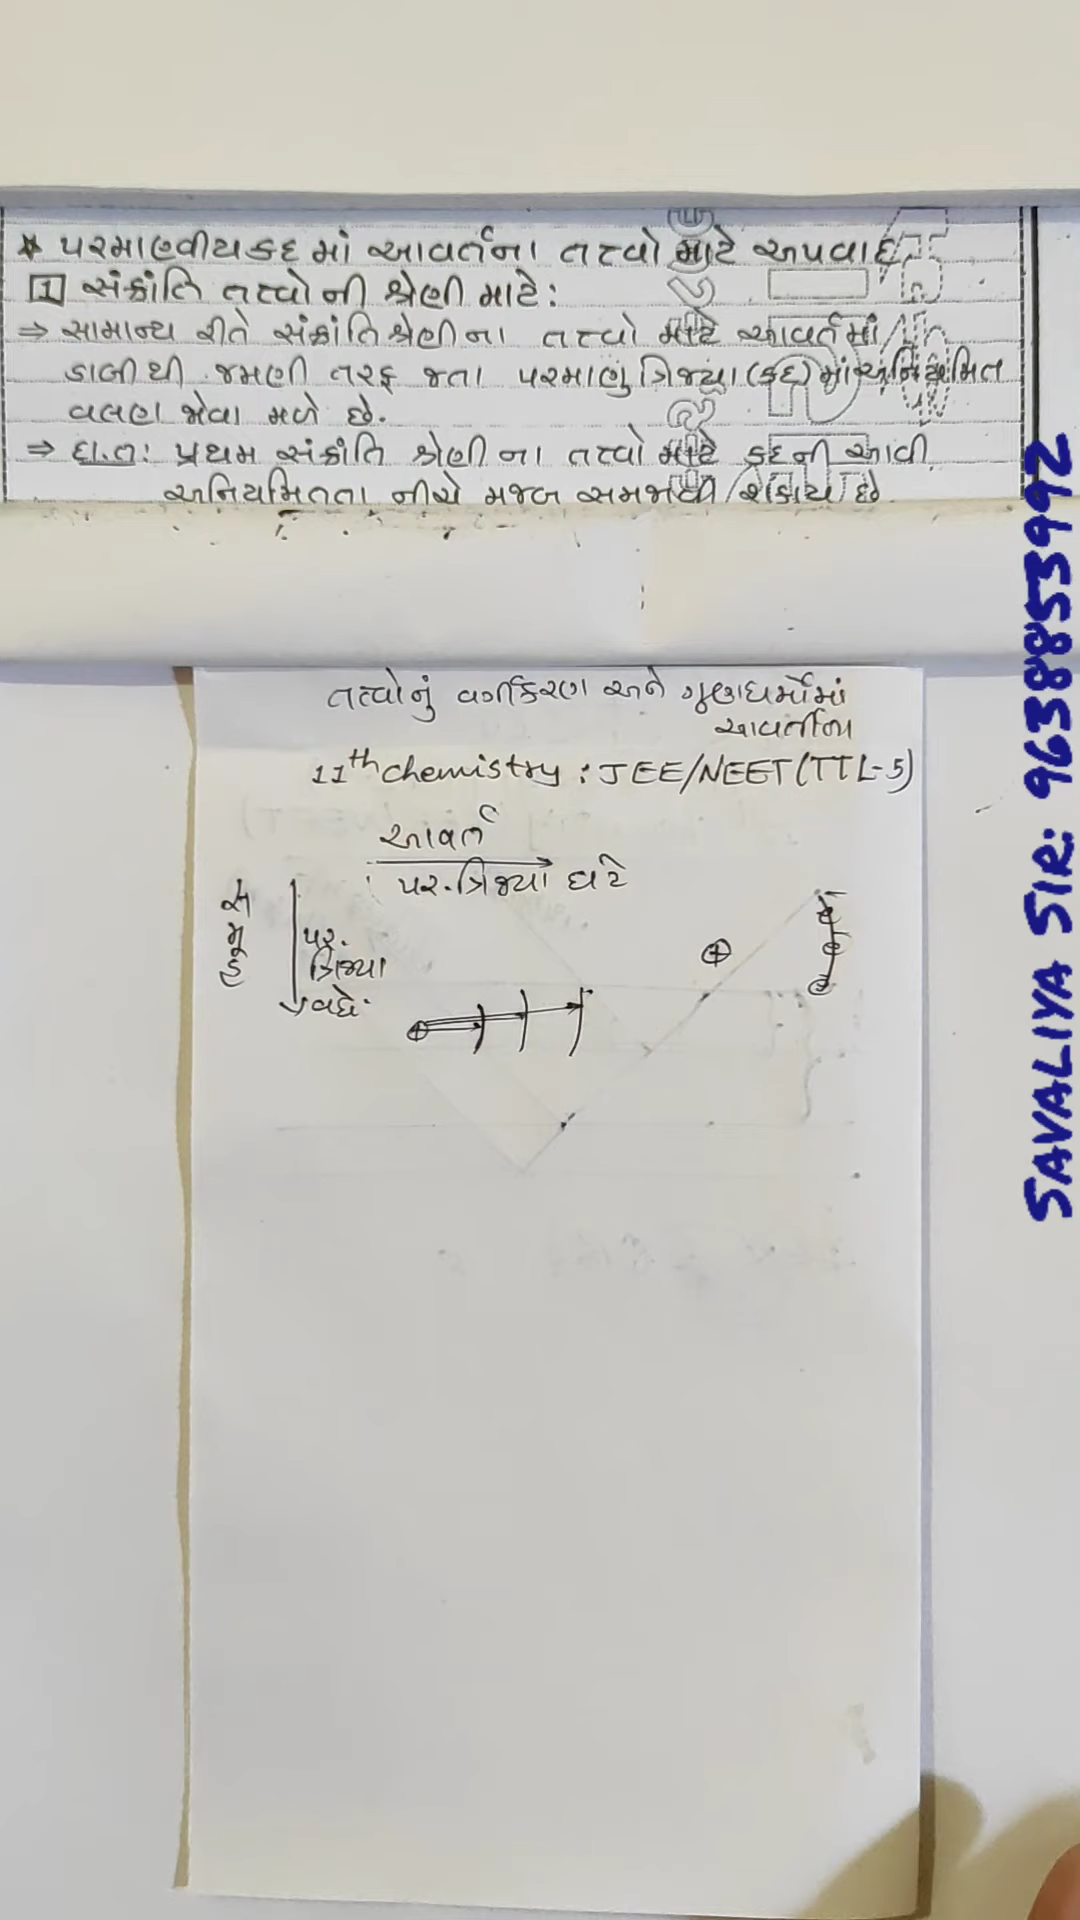 * પરમાણ્વીયકદ માં આવર્તના તત્વો માટે અપવાદ
1 સંક્રાંતિ તત્વોની શ્રેણી માટે:
⇒ સામાન્ય રીતે સંક્રાંતિશ્રેણીના તત્વો માટે આવર્તમાં
ડાબીથી જમણી તરફ જતા પરમાણુ ત્રિજ્યા (કદ) માં અનિયમિત
વલણ જોવા મળે છે.
⇒ દા.ત: પ્રથમ સંક્રાંતિ શ્રેણી ના તત્વો માટે કદની આવી
અનિયમિતતા નીચે મુજબ સમજાવી શકાય છે
તત્વોનું વર્ગીકરણ અને ગુણધર્મોમાં
આવર્તીતા
11th chemistry : JEE/NEET (TTL-5)
આવર્ત
પર. ત્રિજ્યા ઘટે
સમૂહ
પર.
ત્રિજ્યા
વધે
SAVALIYA SIR: 9638853992